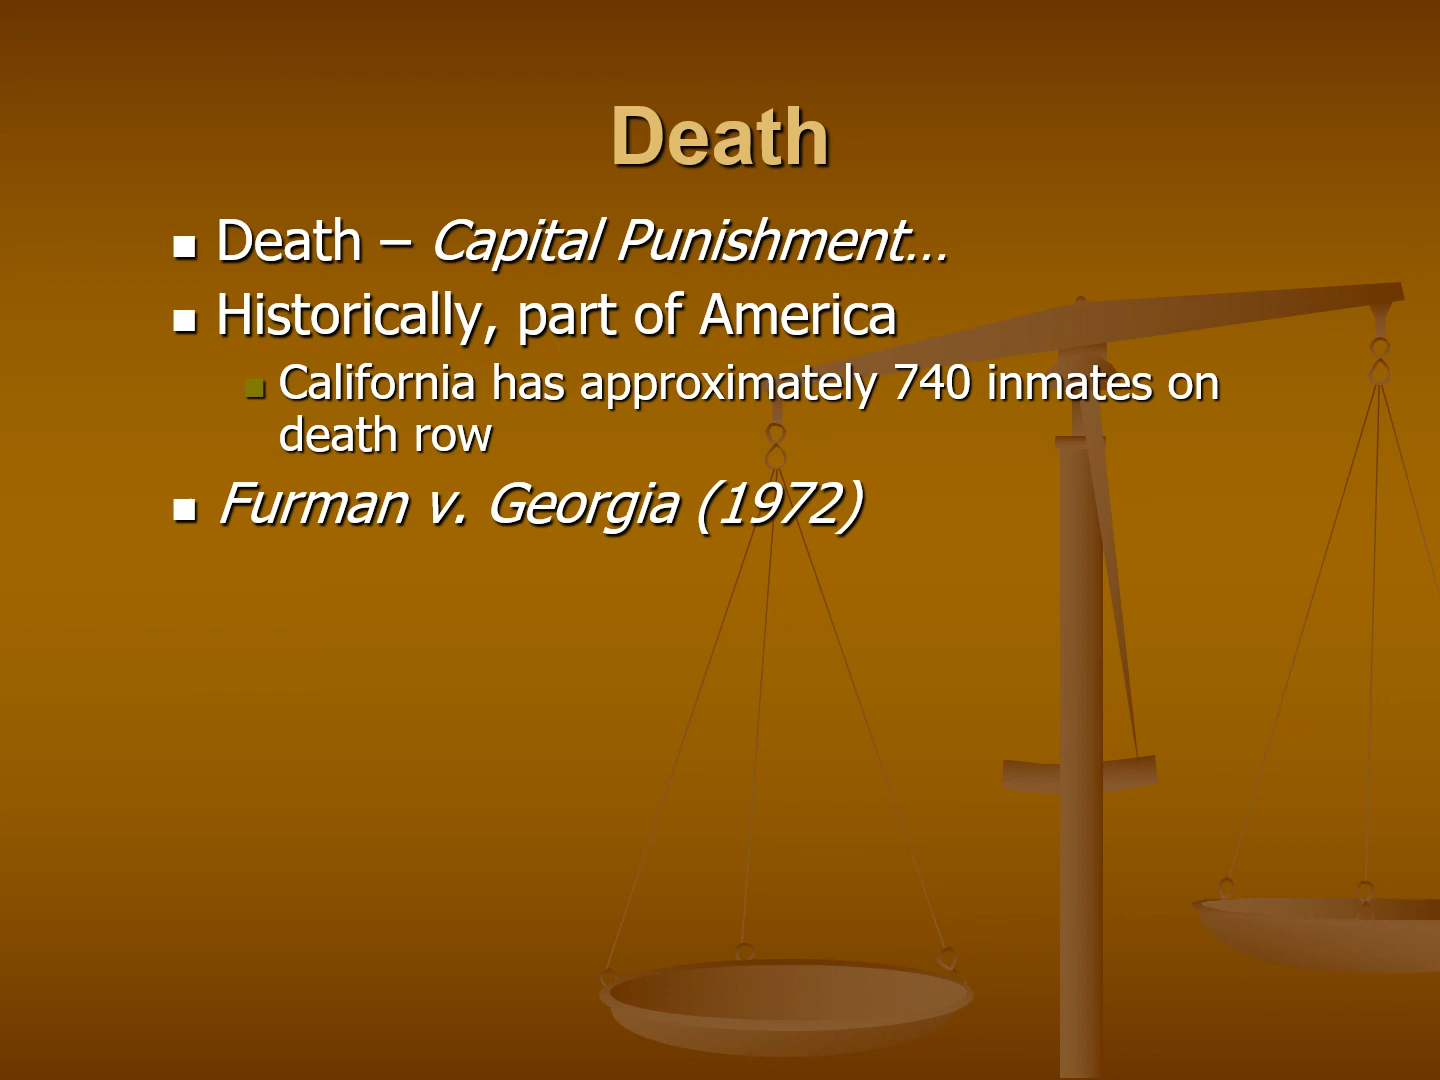 Death
Death – Capital Punishment…
Historically, part of America
California has approximately 740 inmates on
death row
Furman v. Georgia (1972)